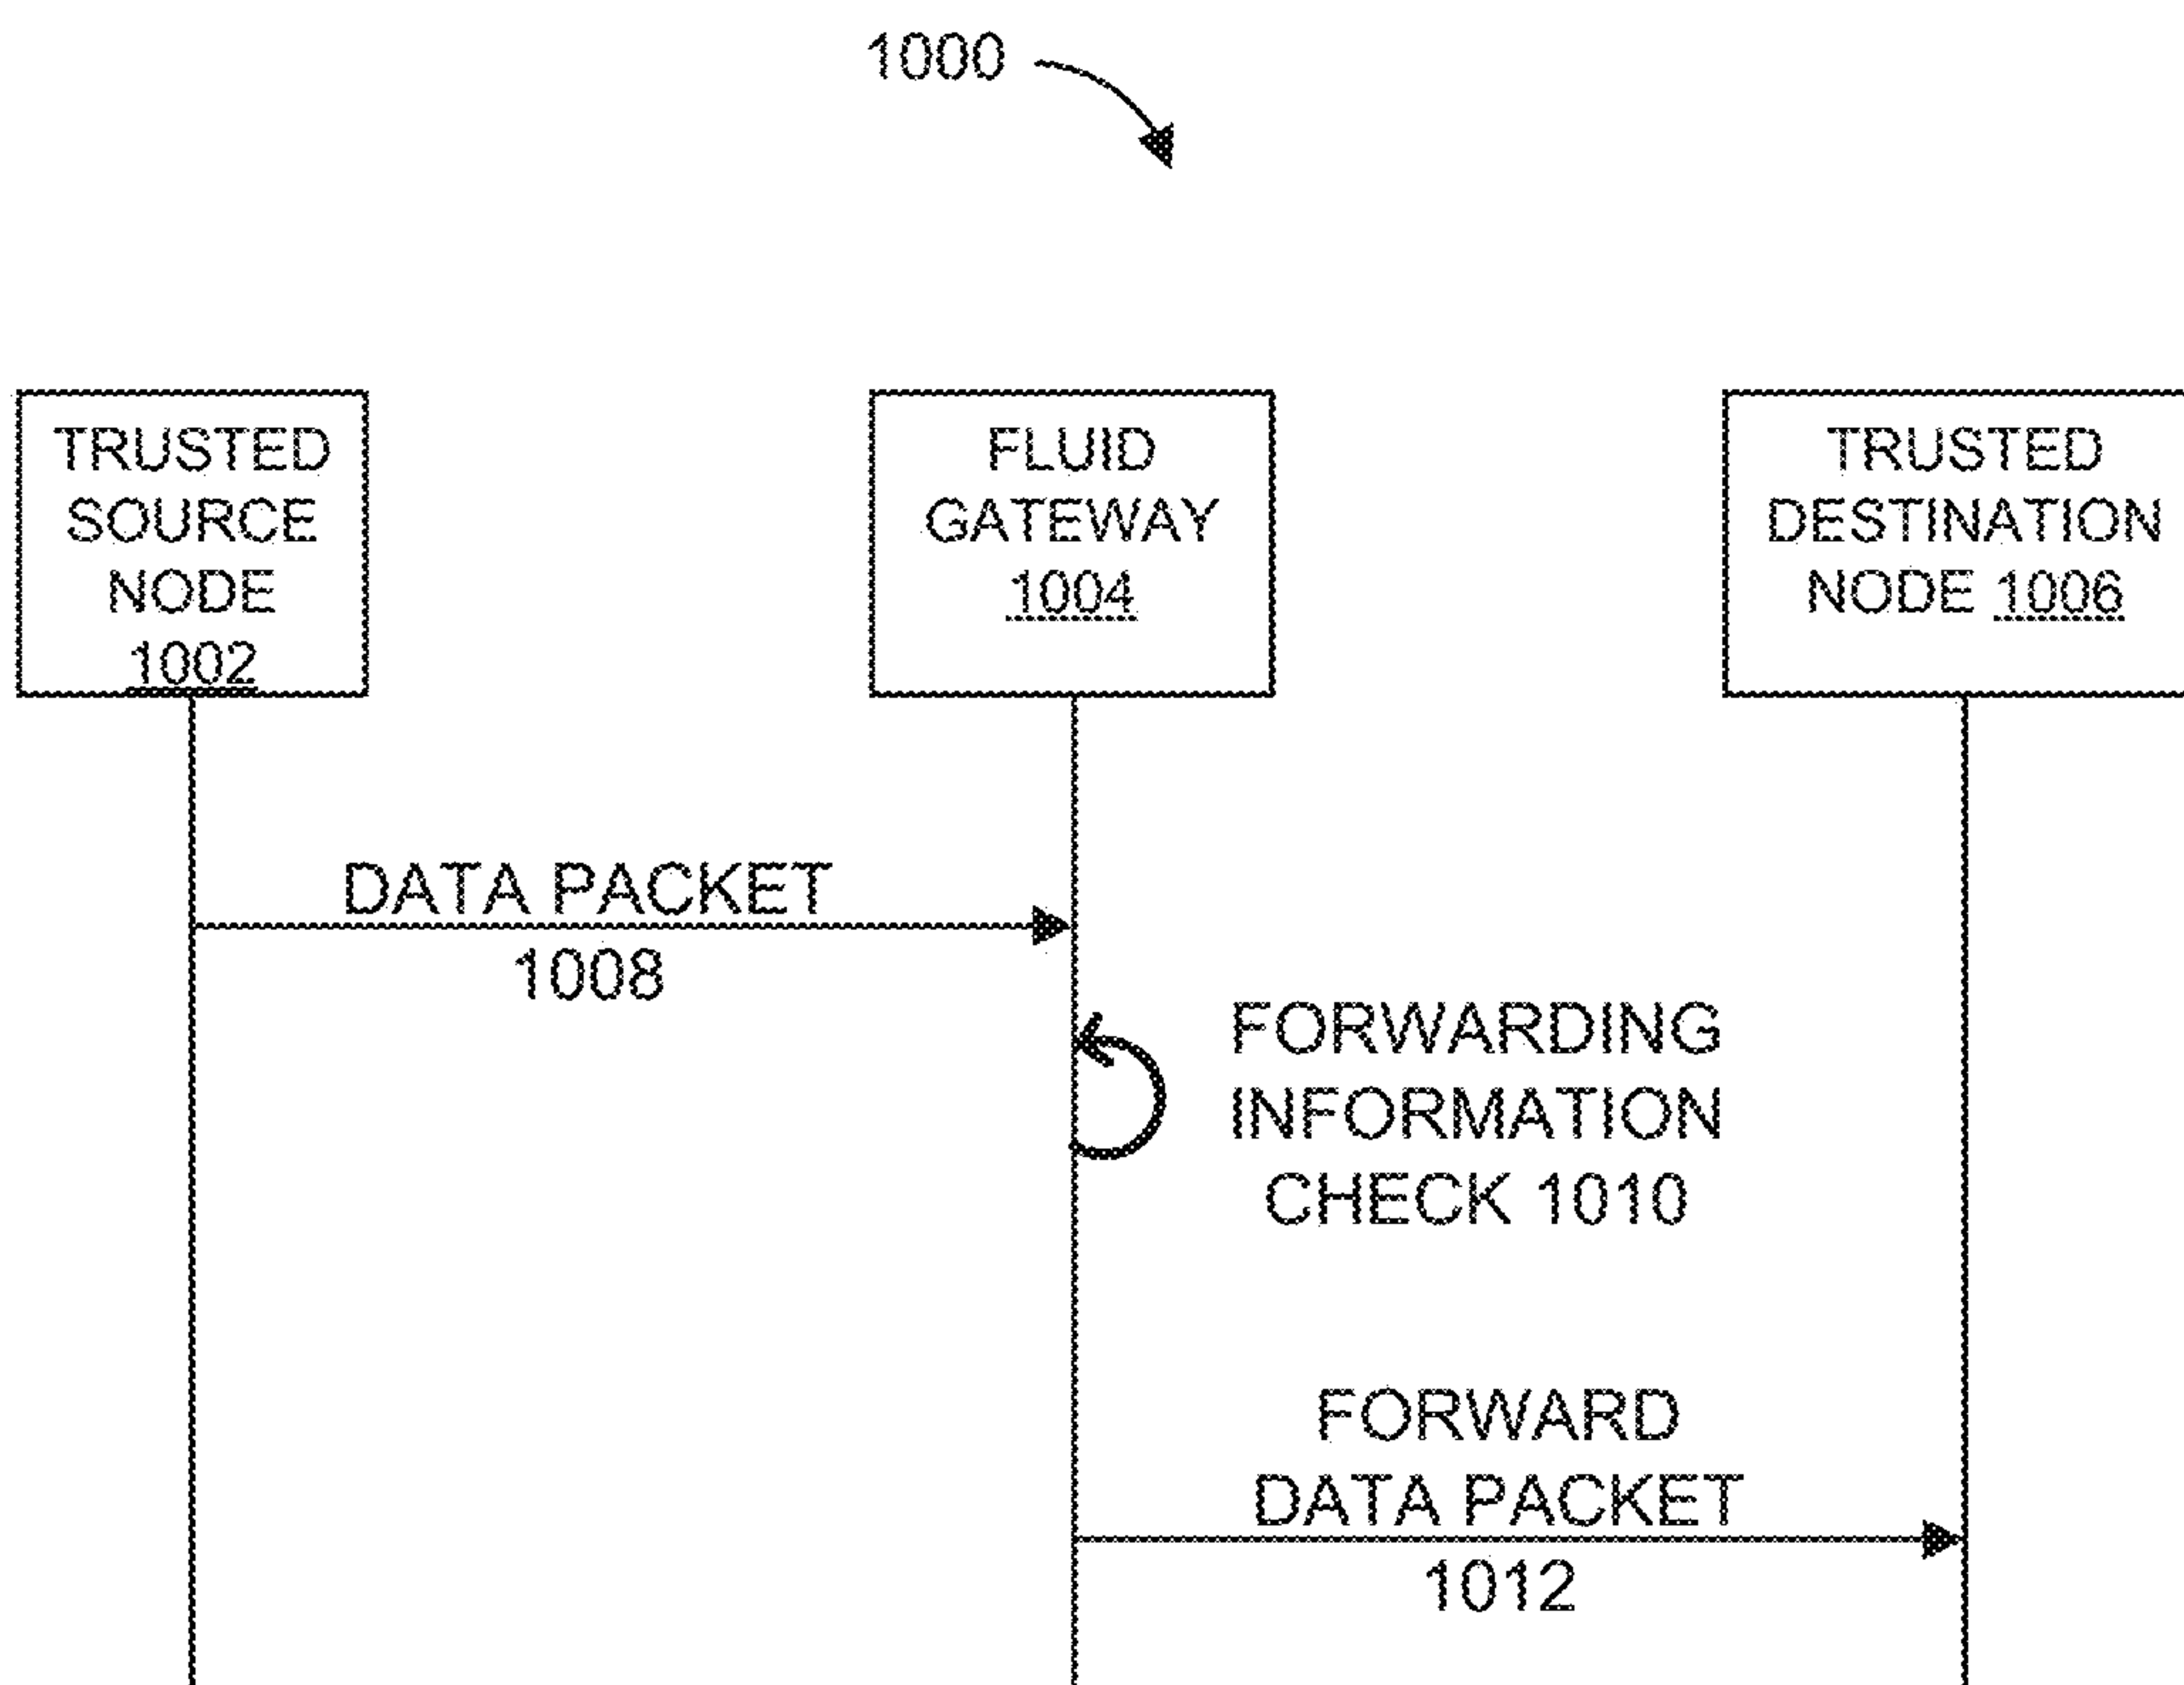 1000
TRUSTED
SOURCE
NODE
1002
FLUID
GATEWAY
1004
TRUSTED
DESTINATION
NODE 1006
DATA PACKET
1008
FORWARDING
INFORMATION
CHECK 1010
FORWARD
DATA PACKET
1012